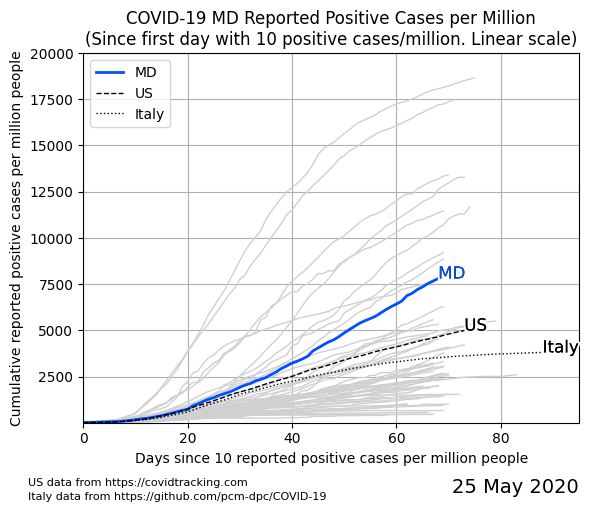 COVID-19 MD Reported Positive Cases per Million
(Since first day with 10 positive cases/million. Linear scale)
Cumulative reported positive cases per million people
20000
17500
15000
12500
10000
7500
5000
2500
MD
US
Italy
MD
US
Italy
0
20
40
60
80
Days since 10 reported positive cases per million people
US data from https://covidtracking.com
Italy data from https://github.com/pcm-dpc/COVID-19
25 May 2020